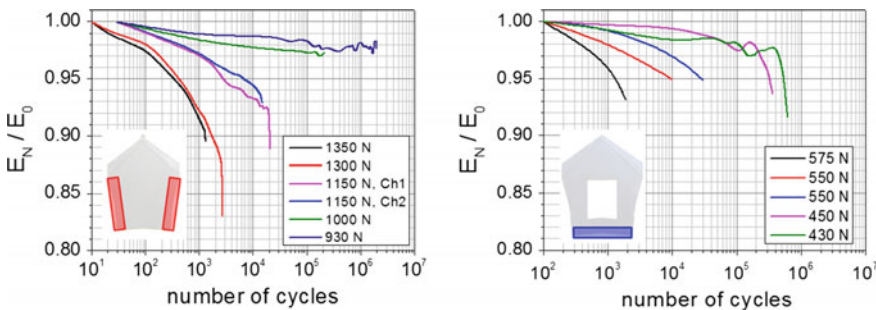 1.00
0.95
0.90
0.85
0.80
E_N / E_0
10^1 10^2 10^3 10^4 10^5 10^6 10^7
number of cycles
1350 N
1300 N
1150 N, Ch1
1150 N, Ch2
1000 N
930 N
1.00
0.95
0.90
0.85
0.80
E_N / E_0
10^2 10^3 10^4 10^5 10^6 10^7
number of cycles
575 N
550 N
550 N
450 N
430 N